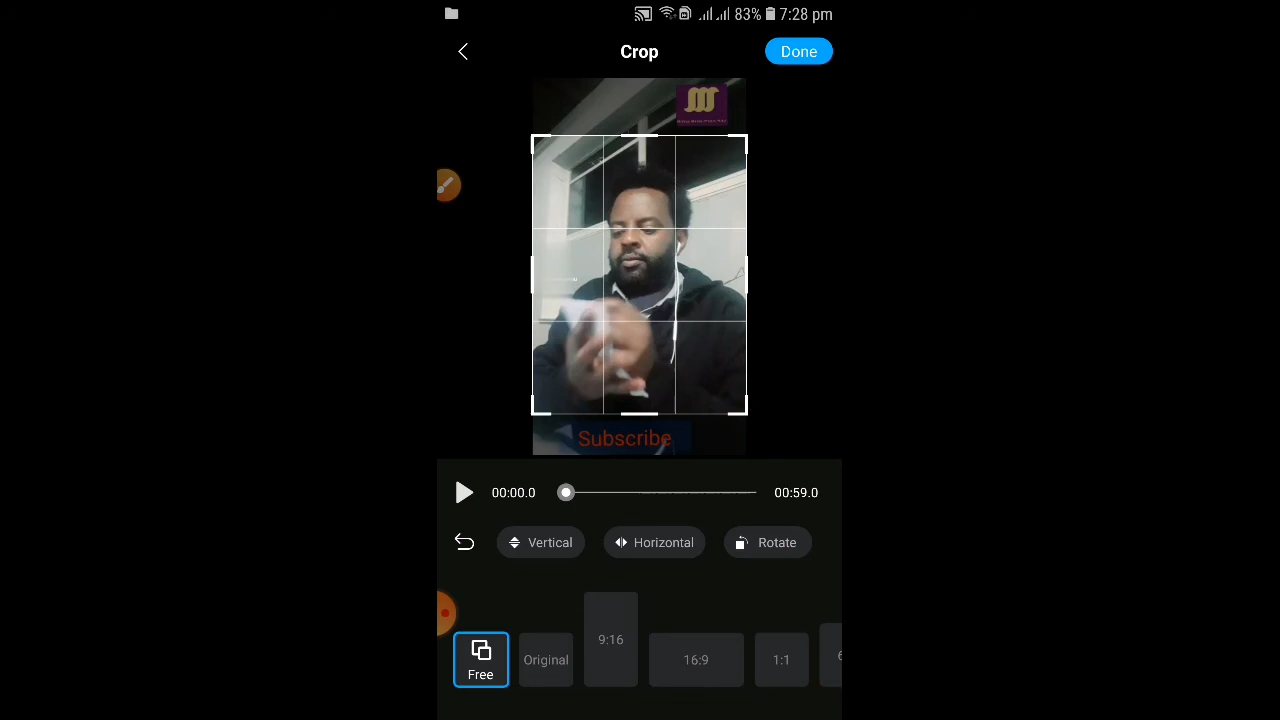 83% 7:28 pm
Crop
Done
Subscribe
00:00.0
00:59.0
Vertical
Horizontal
Rotate
Free
Original
9:16
16:9
1:1